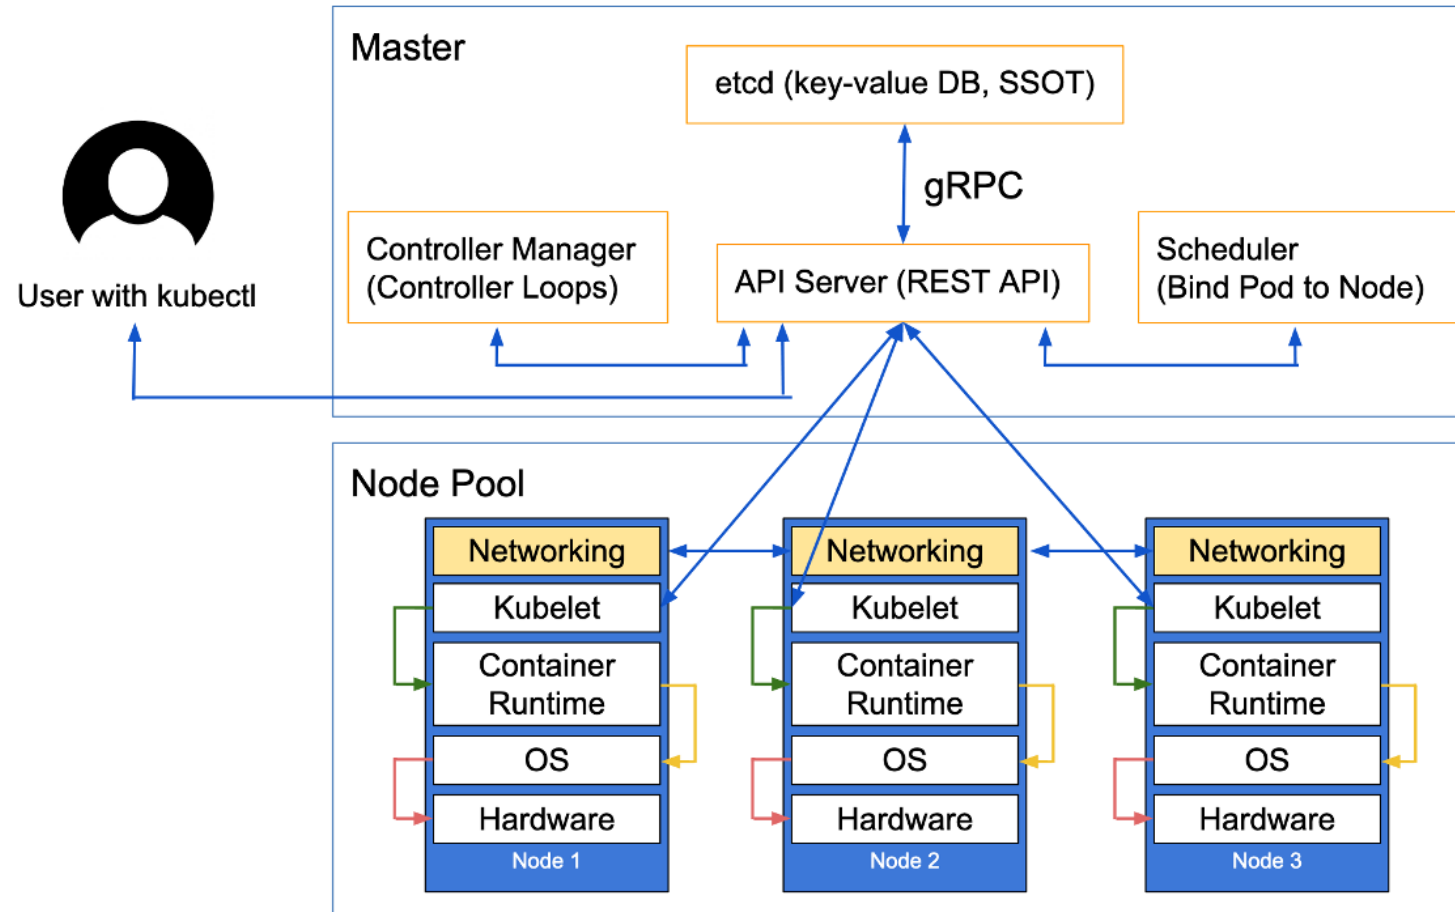 Master
etcd (key-value DB, SSOT)
gRPC
User with kubectl
Controller Manager
(Controller Loops)
API Server (REST API)
Scheduler
(Bind Pod to Node)
Node Pool
Networking
Kubelet
Container
Runtime
OS
Hardware
Node 1
Networking
Kubelet
Container
Runtime
OS
Hardware
Node 2
Networking
Kubelet
Container
Runtime
OS
Hardware
Node 3